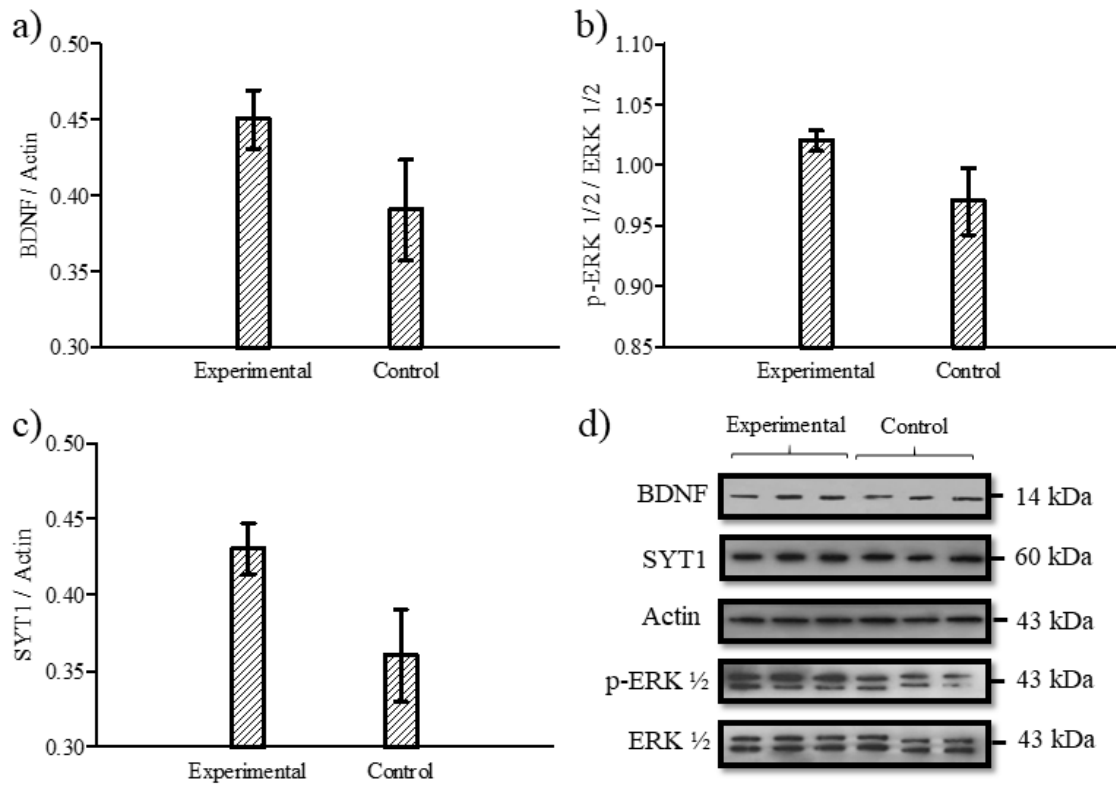 a)
BDNF / Actin
0.50
0.45
0.40
0.35
0.30
Experimental
Control
b)
p-ERK 1/2 / ERK 1/2
1.10
1.05
1.00
0.95
0.90
0.85
Experimental
Control
c)
SYT1 / Actin
0.50
0.45
0.40
0.35
0.30
Experimental
Control
d)
Experimental
Control
BDNF
14 kDa
SYT1
60 kDa
Actin
43 kDa
p-ERK ½
43 kDa
ERK ½
43 kDa